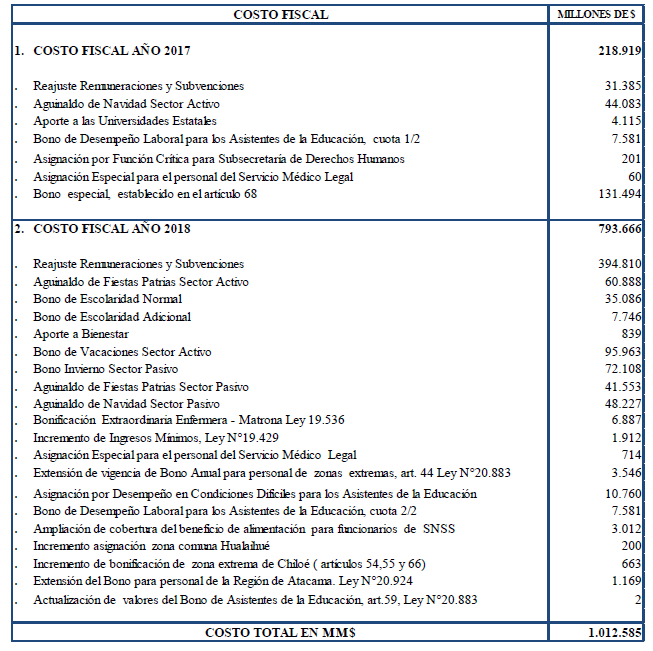 COSTO FISCAL MILLONES DE $
1. COSTO FISCAL AÑO 2017 218.919
. Reajuste Remuneraciones y Subvenciones 31.385
. Aguinaldo de Navidad Sector Activo 44.083
. Aporte a las Universidades Estatales 4.115
. Bono de Desempeño Laboral para los Asistentes de la Educación, cuota 1/2 7.581
. Asignación por Función Crítica para Subsecretaría de Derechos Humanos 201
. Asignación Especial para el personal del Servicio Médico Legal 60
. Bono especial, establecido en el artículo 68 131.494
2. COSTO FISCAL AÑO 2018 793.666
. Reajuste Remuneraciones y Subvenciones 394.810
. Aguinaldo de Fiestas Patrias Sector Activo 60.888
. Bono de Escolaridad Normal 35.086
. Bono de Escolaridad Adicional 7.746
. Aporte a Bienestar 839
. Bono de Vacaciones Sector Activo 95.963
. Bono Invierno Sector Pasivo 72.108
. Aguinaldo de Fiestas Patrias Sector Pasivo 41.553
. Aguinaldo de Navidad Sector Pasivo 48.227
. Bonificación Extraordinaria Enfermera - Matrona Ley 19.536 6.887
. Incremento de Ingresos Mínimos, Ley N°19.429 1.912
. Asignación Especial para el personal del Servicio Médico Legal 714
. Extensión de vigencia de Bono Anual para personal de zonas extremas, art. 44 Ley N°20.883 3.546
. Asignación por Desempeño en Condiciones Difíciles para los Asistentes de la Educación 10.760
. Bono de Desempeño Laboral para los Asistentes de la Educación, cuota 2/2 7.581
. Ampliación de cobertura del beneficio de alimentación para funcionarios de SNSS 3.012
. Incremento asignación zona comuna Hualaihué 200
. Incremento de bonificación de zona extrema de Chiloé ( artículos 54,55 y 66) 663
. Extensión del Bono para personal de la Región de Atacama. Ley N°20.924 1.169
. Actualización de valores del Bono de Asistentes de la Educación, art.59, Ley N°20.883 2
COSTO TOTAL EN MM$ 1.012.585